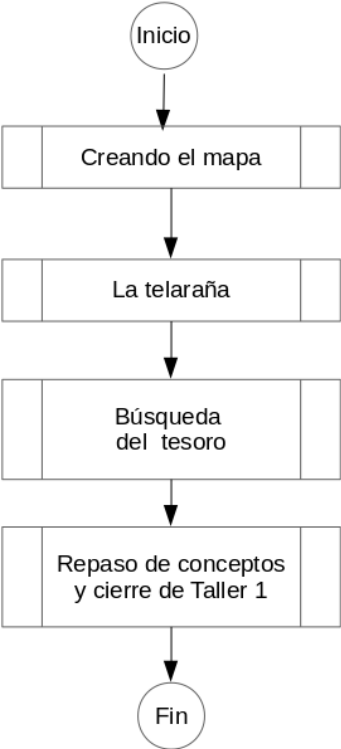 Inicio
Creando el mapa
La telaraña
Búsqueda
del tesoro
Repaso de conceptos
y cierre de Taller 1
Fin